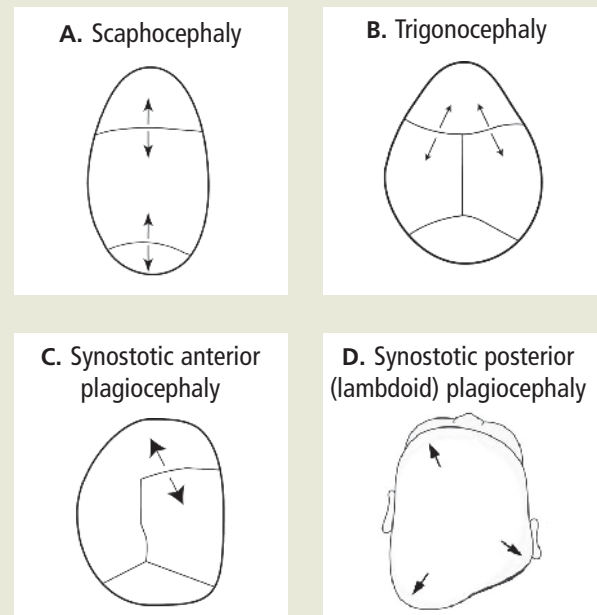 A. Scaphocephaly
B. Trigonocephaly
C. Synostotic anterior
plagiocephaly
D. Synostotic posterior
(lambdoid) plagiocephaly